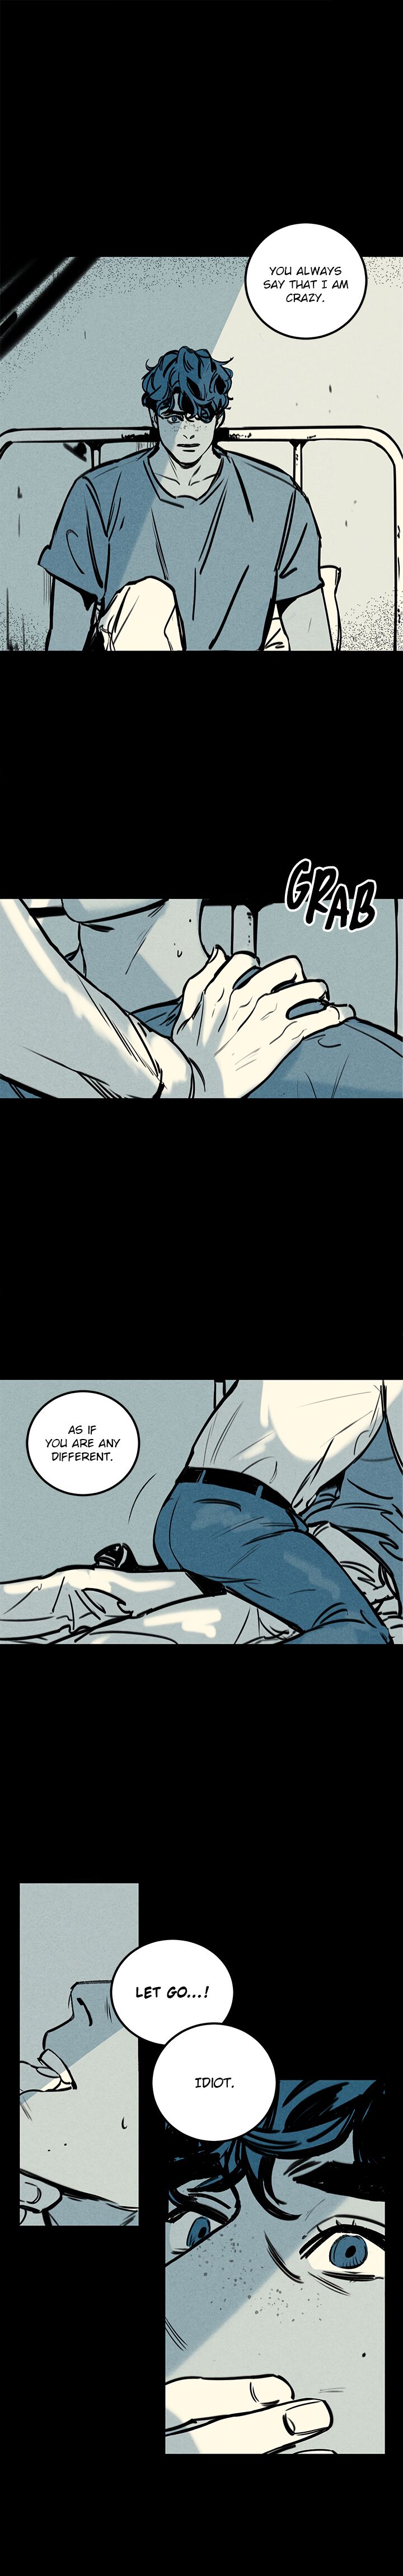 YOU ALWAYS
SAY THAT I AM
CRAZY.
GRAB
AS IF
YOU ARE ANY
DIFFERENT.
LET GO...!
IDIOT.